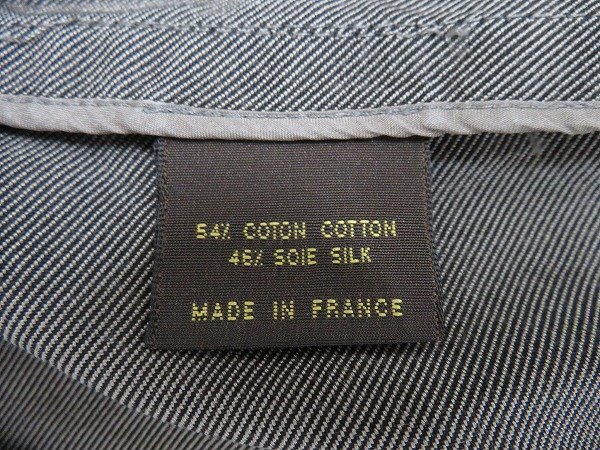 54% COTON COTTON
46% SOIE SILK
MADE IN FRANCE